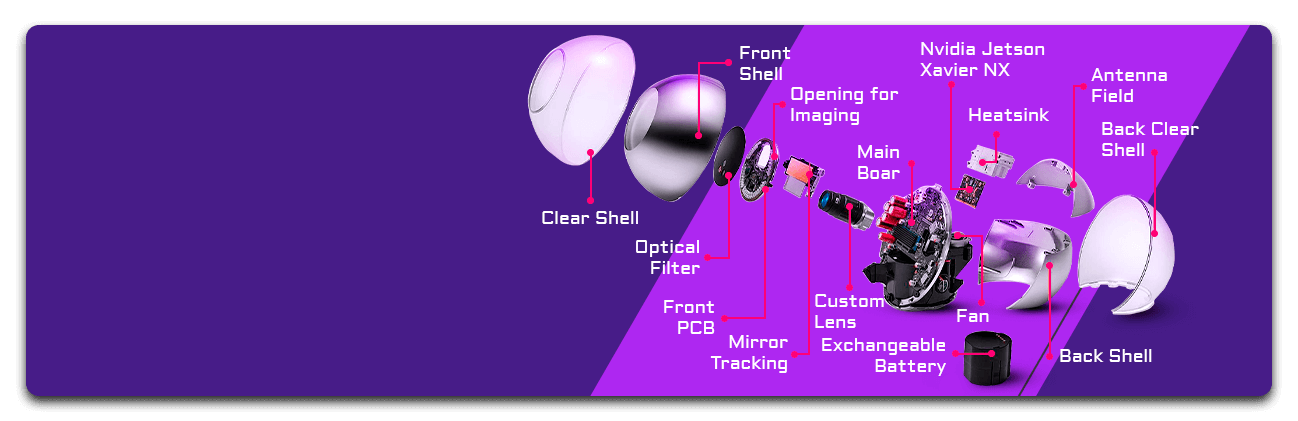 Front
Shell
Nvidia Jetson
Xavier NX
Antenna
Field
Opening for
Imaging
Heatsink
Back Clear
Shell
Main
Boar
Clear Shell
Optical
Filter
Custom
Lens
Front
PCB
Fan
Mirror
Tracking
Exchangeable
Battery
Back Shell